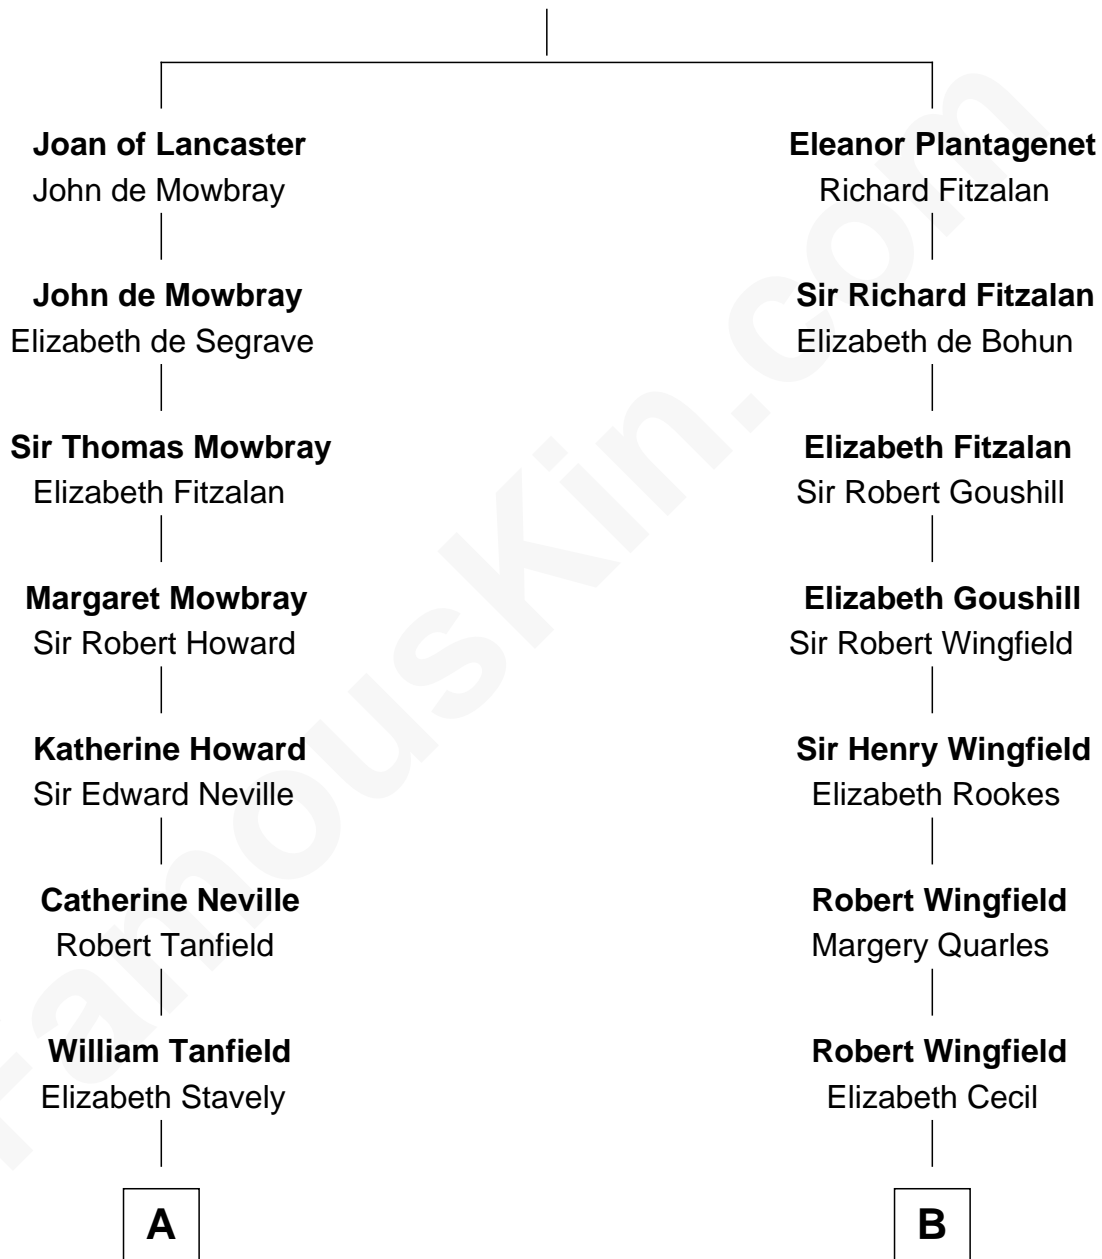 Joan of Lancaster
John de Mowbray
John de Mowbray
Elizabeth de Segrave
Sir Thomas Mowbray
Elizabeth Fitzalan
Margaret Mowbray
Sir Robert Howard
Katherine Howard
Sir Edward Neville
Catherine Neville
Robert Tanfield
William Tanfield
Elizabeth Stavely
A
Eleanor Plantagenet
Richard Fitzalan
Sir Richard Fitzalan
Elizabeth de Bohun
Elizabeth Fitzalan
Sir Robert Goushill
Elizabeth Goushill
Sir Robert Wingfield
Sir Henry Wingfield
Elizabeth Rookes
Robert Wingfield
Margery Quarles
Robert Wingfield
Elizabeth Cecil
B
FamousKin.com